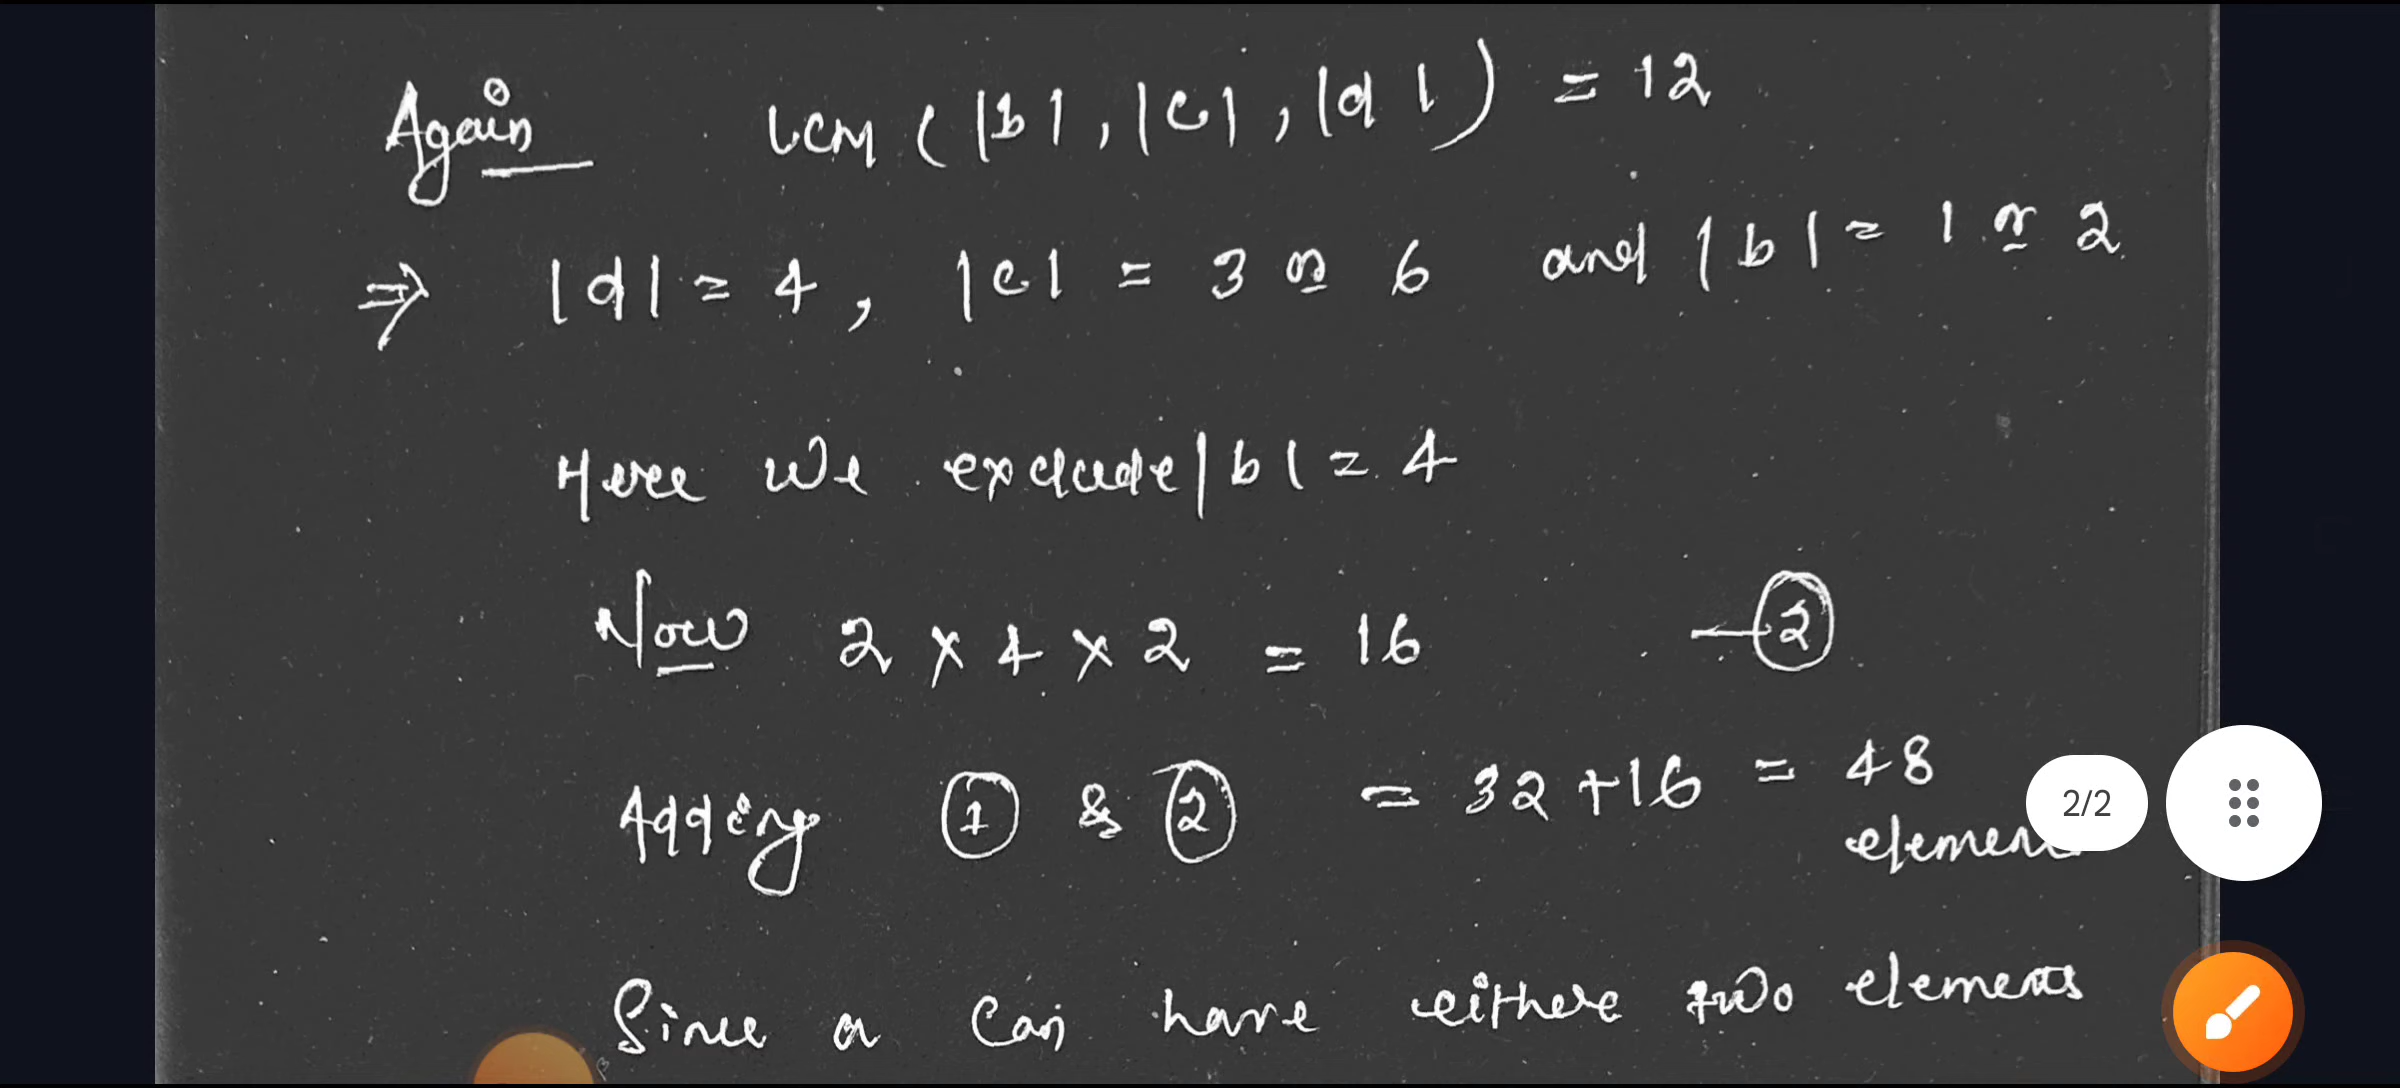 Again LCM ( |b| , |c| , |d| ) = 12
⇒ |d| = 4 , |c| = 3 or 6 and |b| = 1 or 2
Here we exclude |b| = 4
Now 2 × 4 × 2 = 16 — ②
Adding ① & ② = 32 + 16 = 48
2/2
Since a can have either two elements